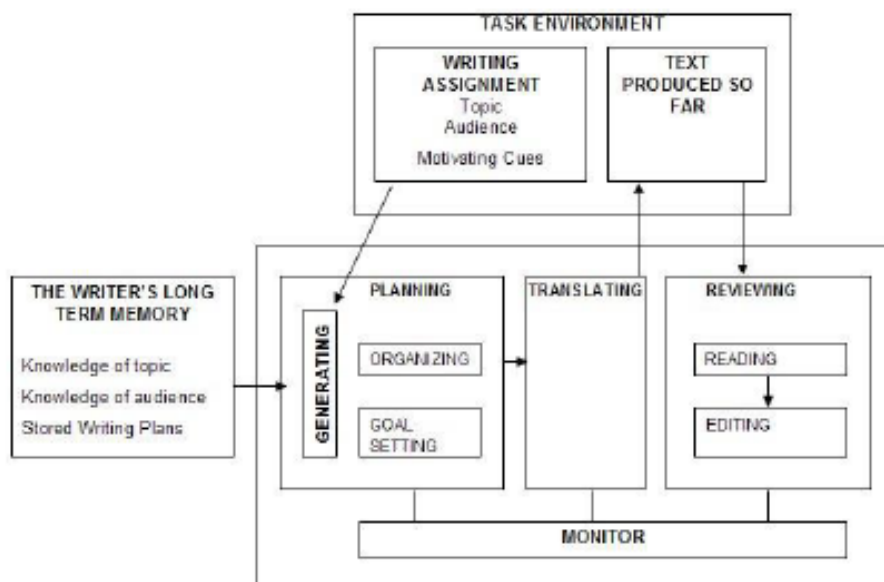 TASK ENVIRONMENT
WRITING
ASSIGNMENT
Topic
Audience
Motivating Cues
TEXT
PRODUCED SO
FAR
THE WRITER'S LONG
TERM MEMORY
Knowledge of topic
Knowledge of audience
Stored Writing Plans
PLANNING
GENERATING
ORGANIZING
GOAL
SETTING
TRANSLATING
REVIEWING
READING
EDITING
MONITOR